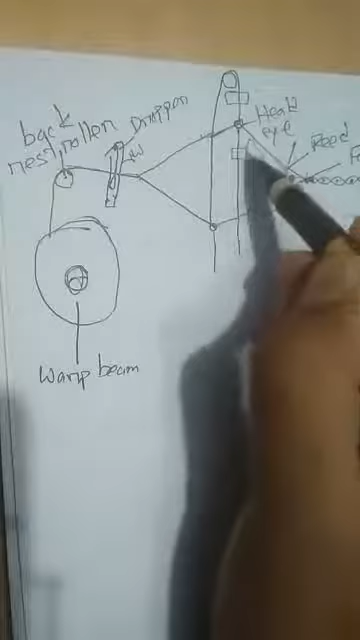 back
rest roller
Dropper
Heald
eye
Reed
Warp beam